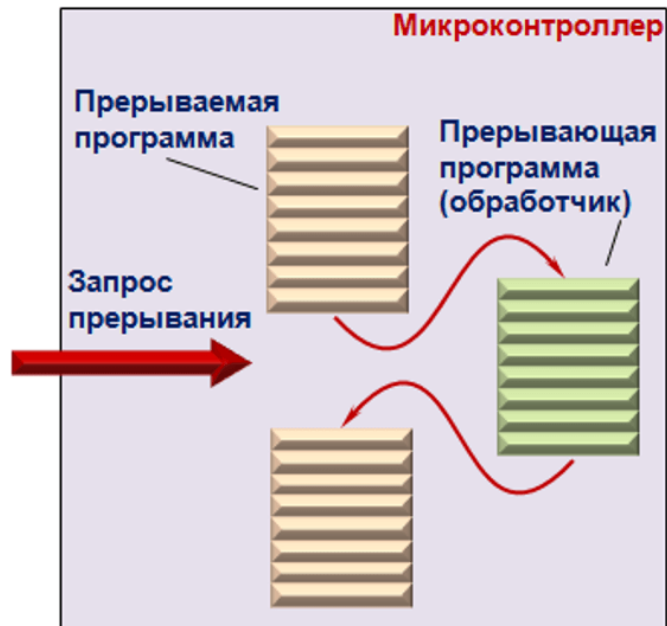 Микроконтроллер
Прерываемая
программа
Прерывающая
программа
(обработчик)
Запрос
прерывания